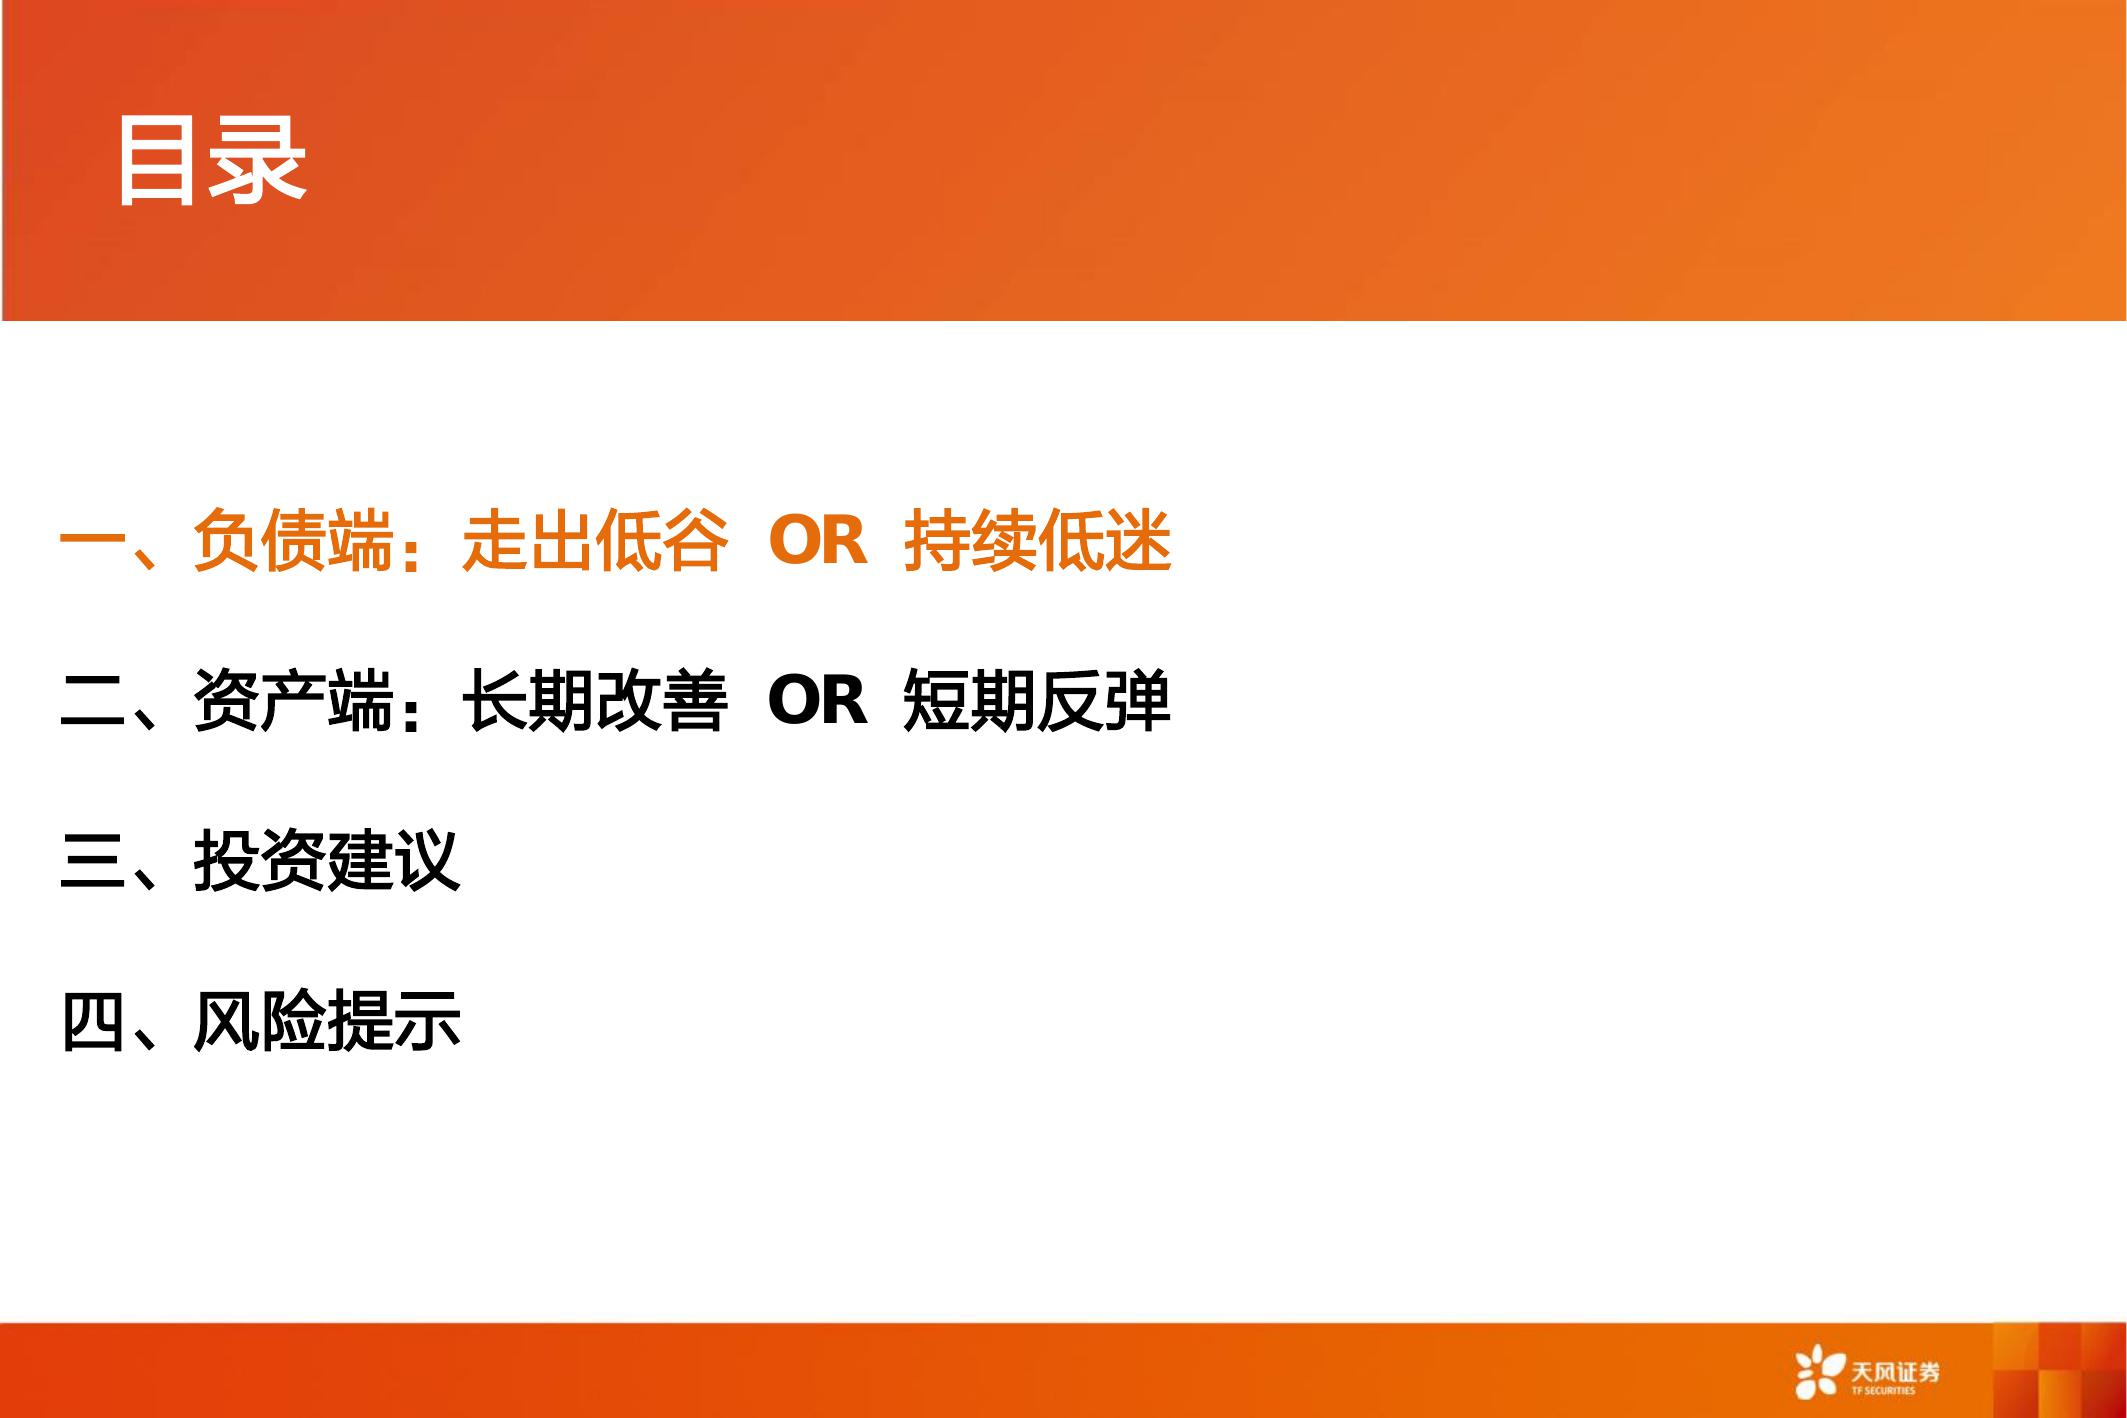 目录
一、负债端：走出低谷 OR 持续低迷
二、资产端：长期改善 OR 短期反弹
三、投资建议
四、风险提示
天风证券
TF SECURITIES